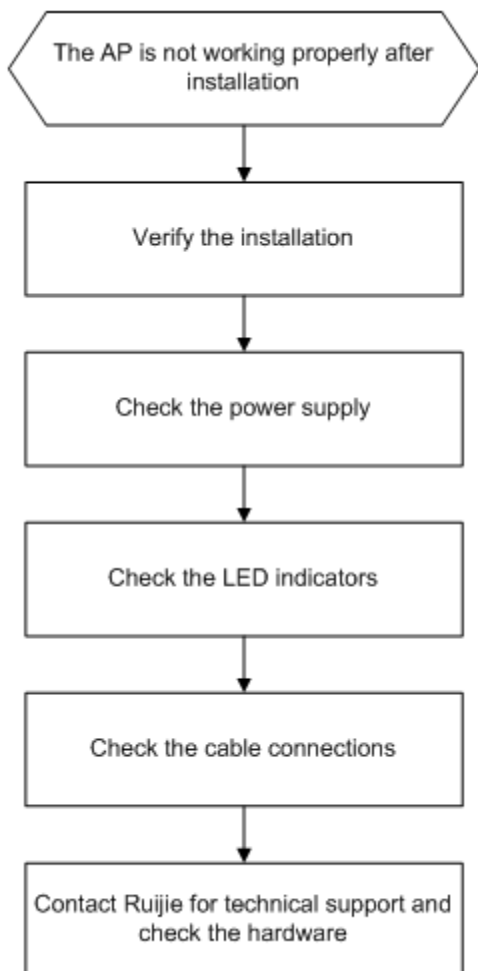 The AP is not working properly after
installation
Verify the installation
Check the power supply
Check the LED indicators
Check the cable connections
Contact Ruijie for technical support and
check the hardware